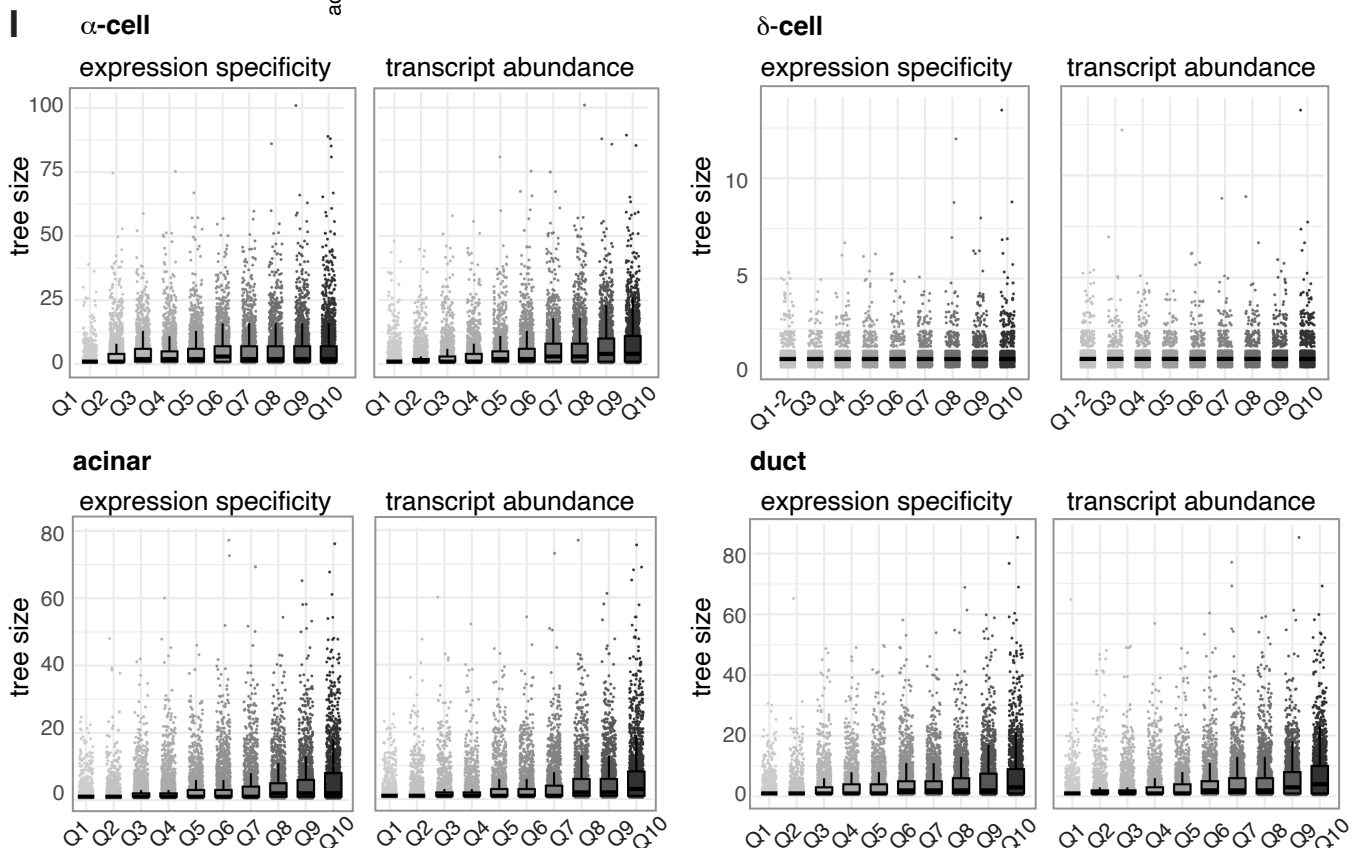 I
ac
α-cell
δ-cell
expression specificity
transcript abundance
expression specificity
transcript abundance
tree size
100
75
50
25
0
tree size
10
5
0
Q1 Q2 Q3 Q4 Q5 Q6 Q7 Q8 Q9 Q10
Q1 Q2 Q3 Q4 Q5 Q6 Q7 Q8 Q9 Q10
Q1-2 Q3 Q4 Q5 Q6 Q7 Q8 Q9 Q10
Q1-2 Q3 Q4 Q5 Q6 Q7 Q8 Q9 Q10
acinar
duct
expression specificity
transcript abundance
expression specificity
transcript abundance
tree size
80
60
40
20
0
tree size
80
60
40
20
0
Q1 Q2 Q3 Q4 Q5 Q6 Q7 Q8 Q9 Q10
Q1 Q2 Q3 Q4 Q5 Q6 Q7 Q8 Q9 Q10
Q1 Q2 Q3 Q4 Q5 Q6 Q7 Q8 Q9 Q10
Q1 Q2 Q3 Q4 Q5 Q6 Q7 Q8 Q9 Q10